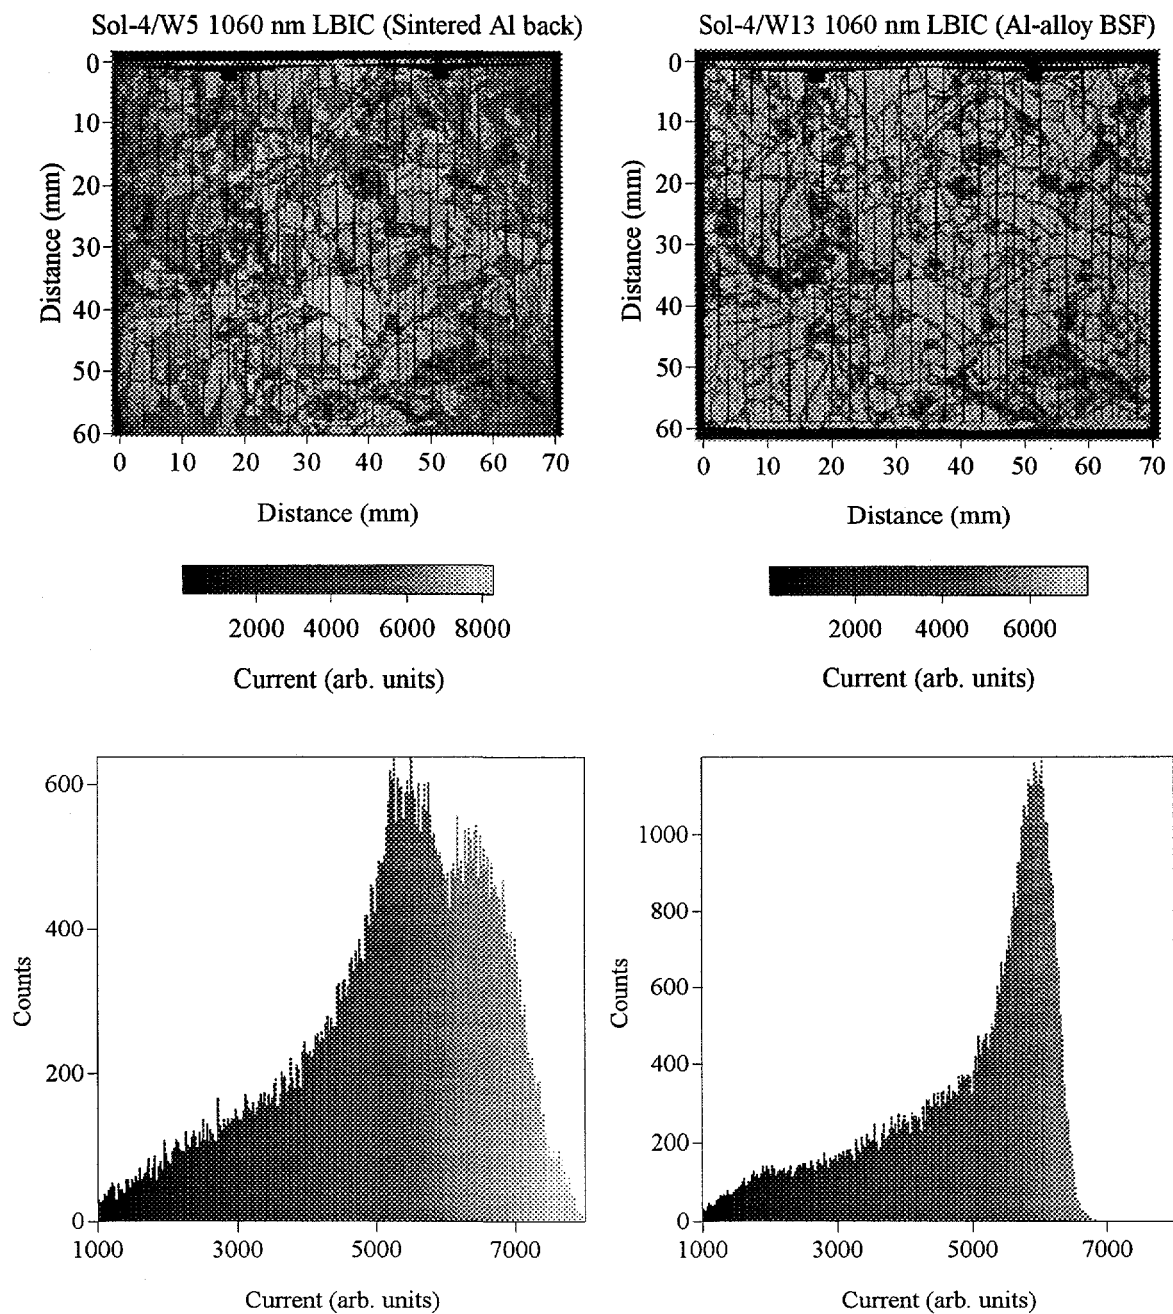 Sol-4/W5 1060 nm LBIC (Sintered Al back)
Sol-4/W13 1060 nm LBIC (Al-alloy BSF)
Distance (mm)
0
10
20
30
40
50
60
0 10 20 30 40 50 60 70
Distance (mm)
Distance (mm)
0
10
20
30
40
50
60
0 10 20 30 40 50 60 70
Distance (mm)
2000 4000 6000 8000
Current (arb. units)
2000 6000
Current (arb. units)
Counts
600
400
200
0
1000 3000 5000 7000
Current (arb. units)
Counts
1000
800
600
400
200
0
1000 3000 5000 7000
Current (arb. units)